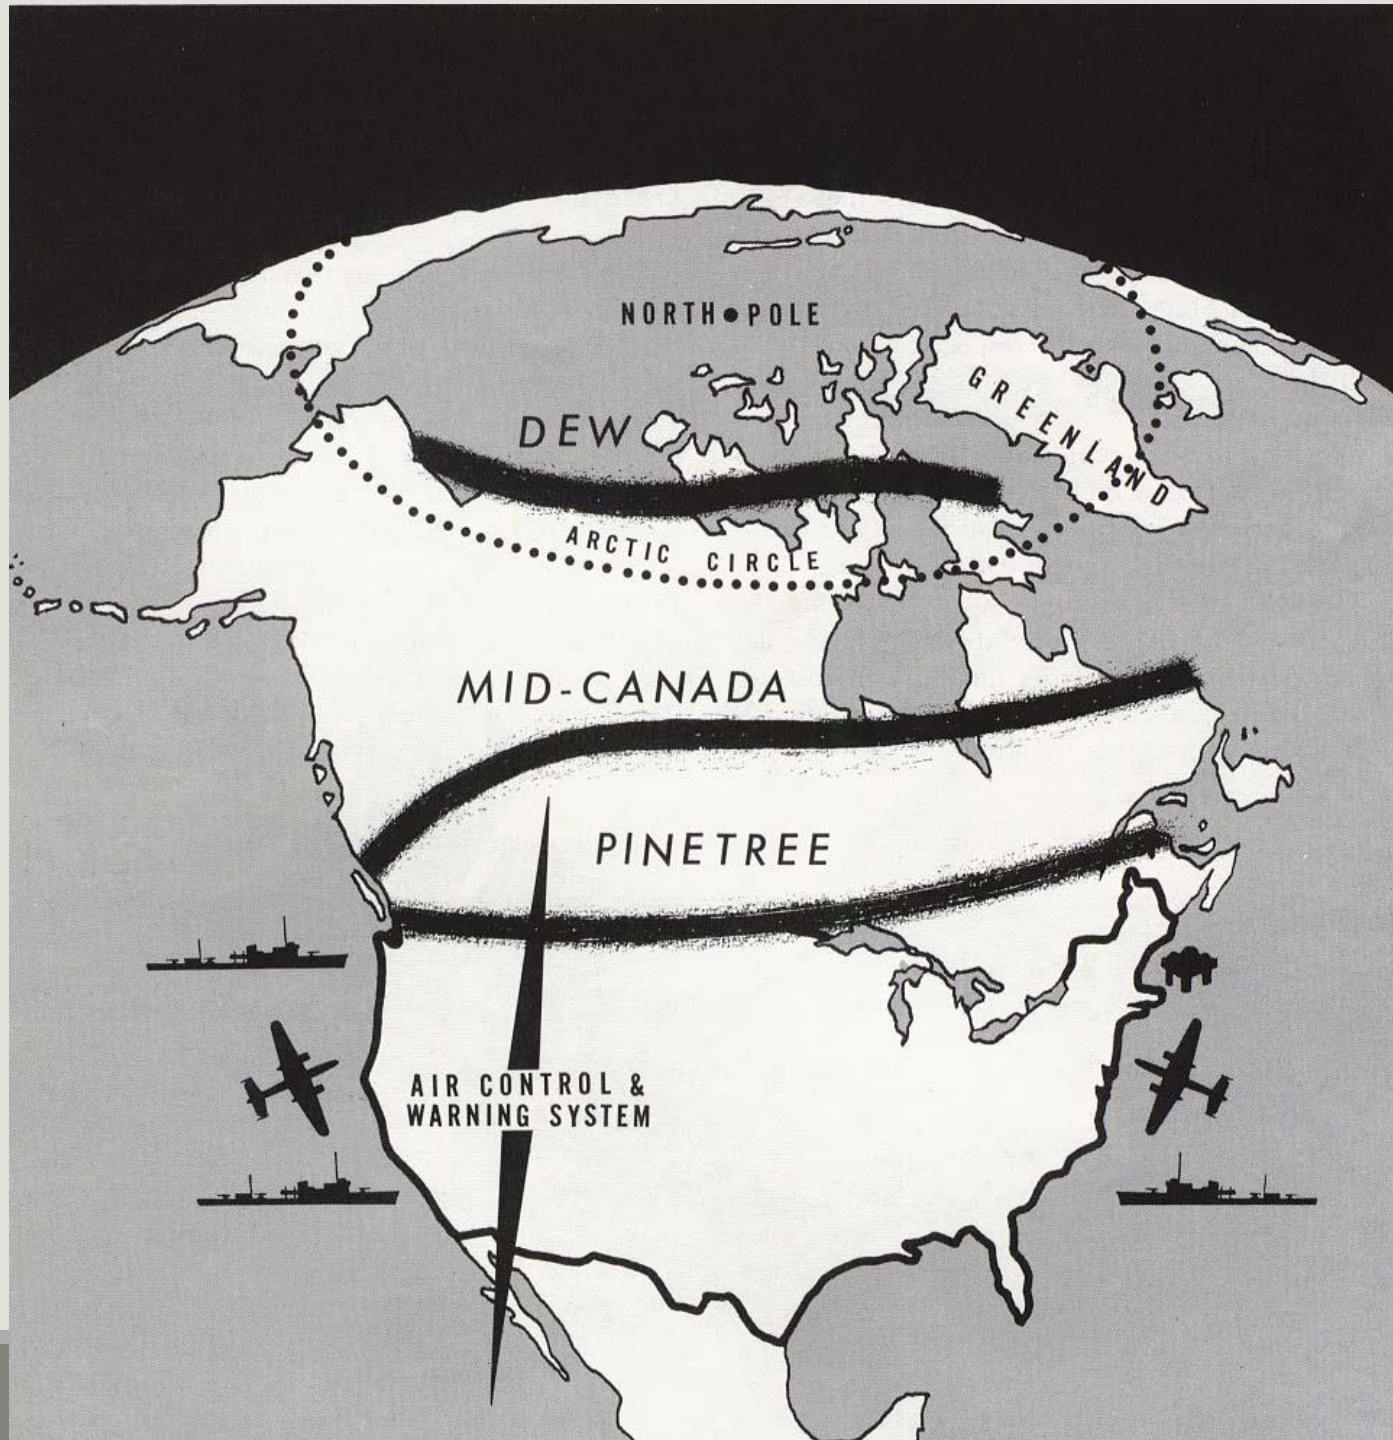 NORTH POLE
GREENLAND
DEW
ARCTIC CIRCLE
MID-CANADA
PINETREE
AIR CONTROL &
WARNING SYSTEM